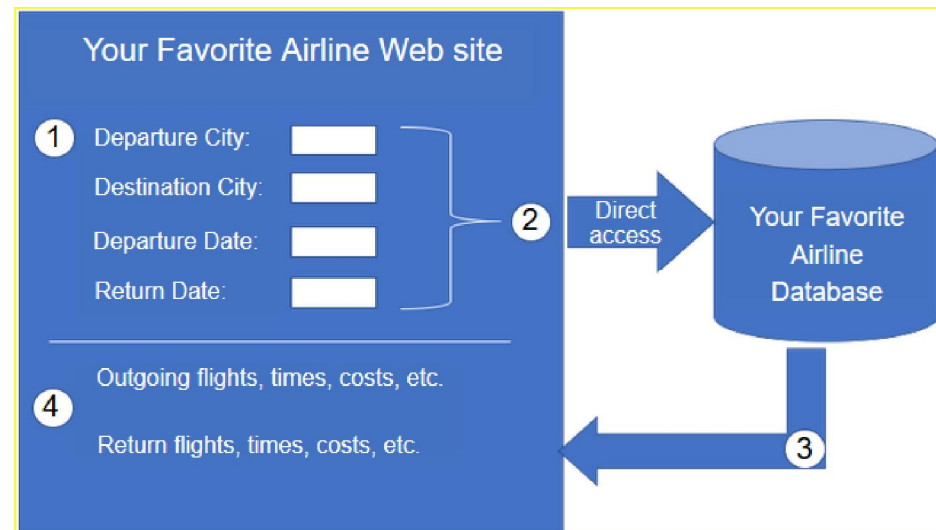 Your Favorite Airline Web site
1 Departure City:
Destination City:
Departure Date:
Return Date:
2
Direct
access
Your Favorite
Airline
Database
3
4 Outgoing flights, times, costs, etc.
Return flights, times, costs, etc.